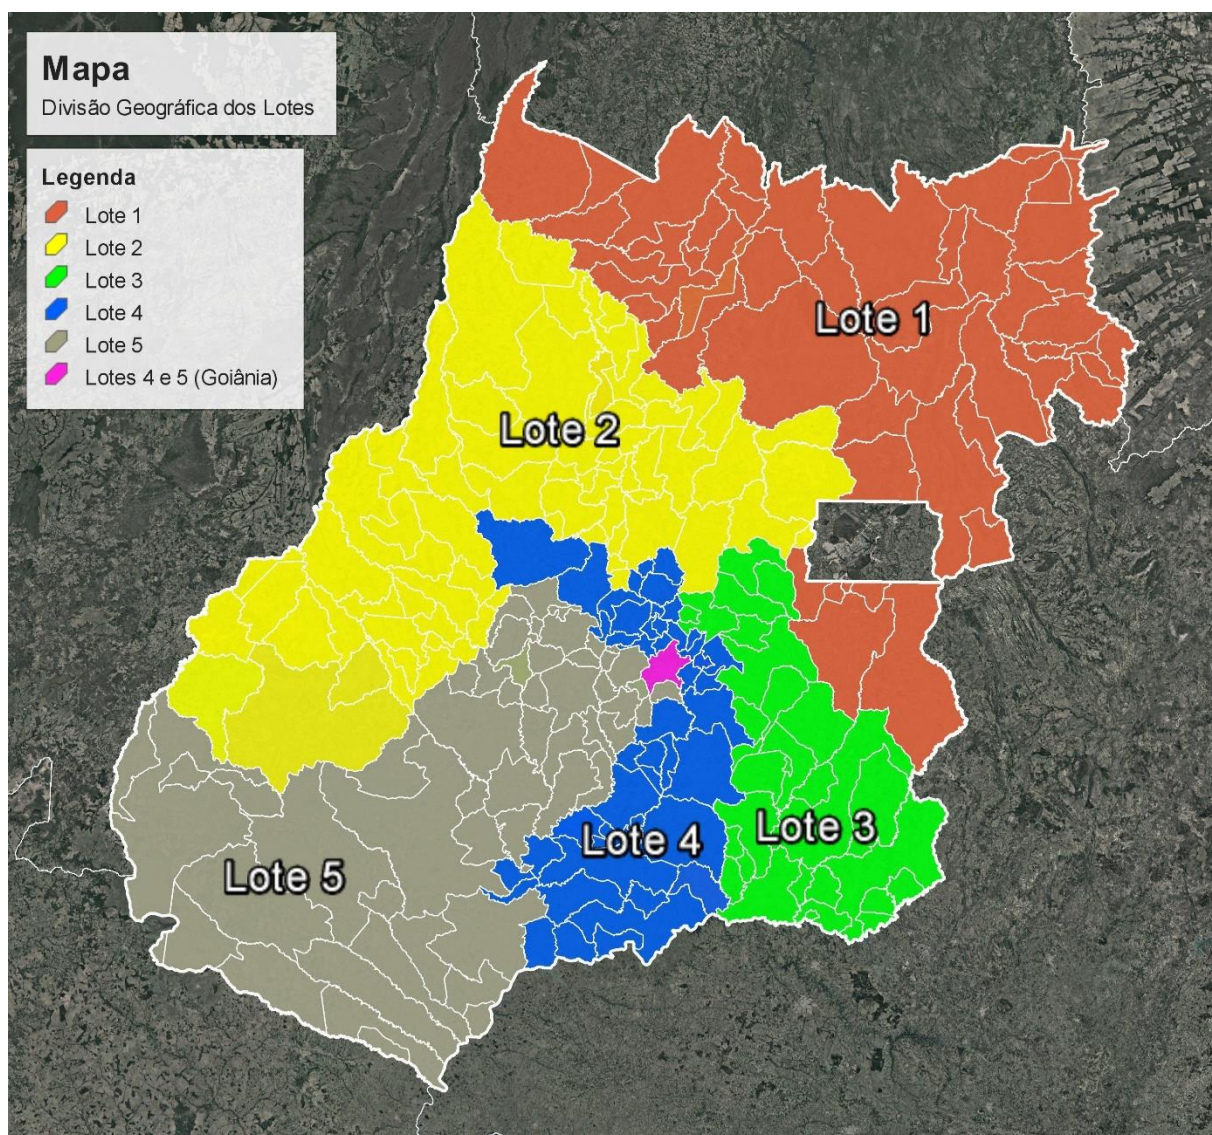 Mapa
Divisão Geográfica dos Lotes
Legenda
Lote 1
Lote 2
Lote 3
Lote 4
Lote 5
Lotes 4 e 5 (Goiânia)
Lote 1
Lote 2
Lote 3
Lote 4
Lote 5